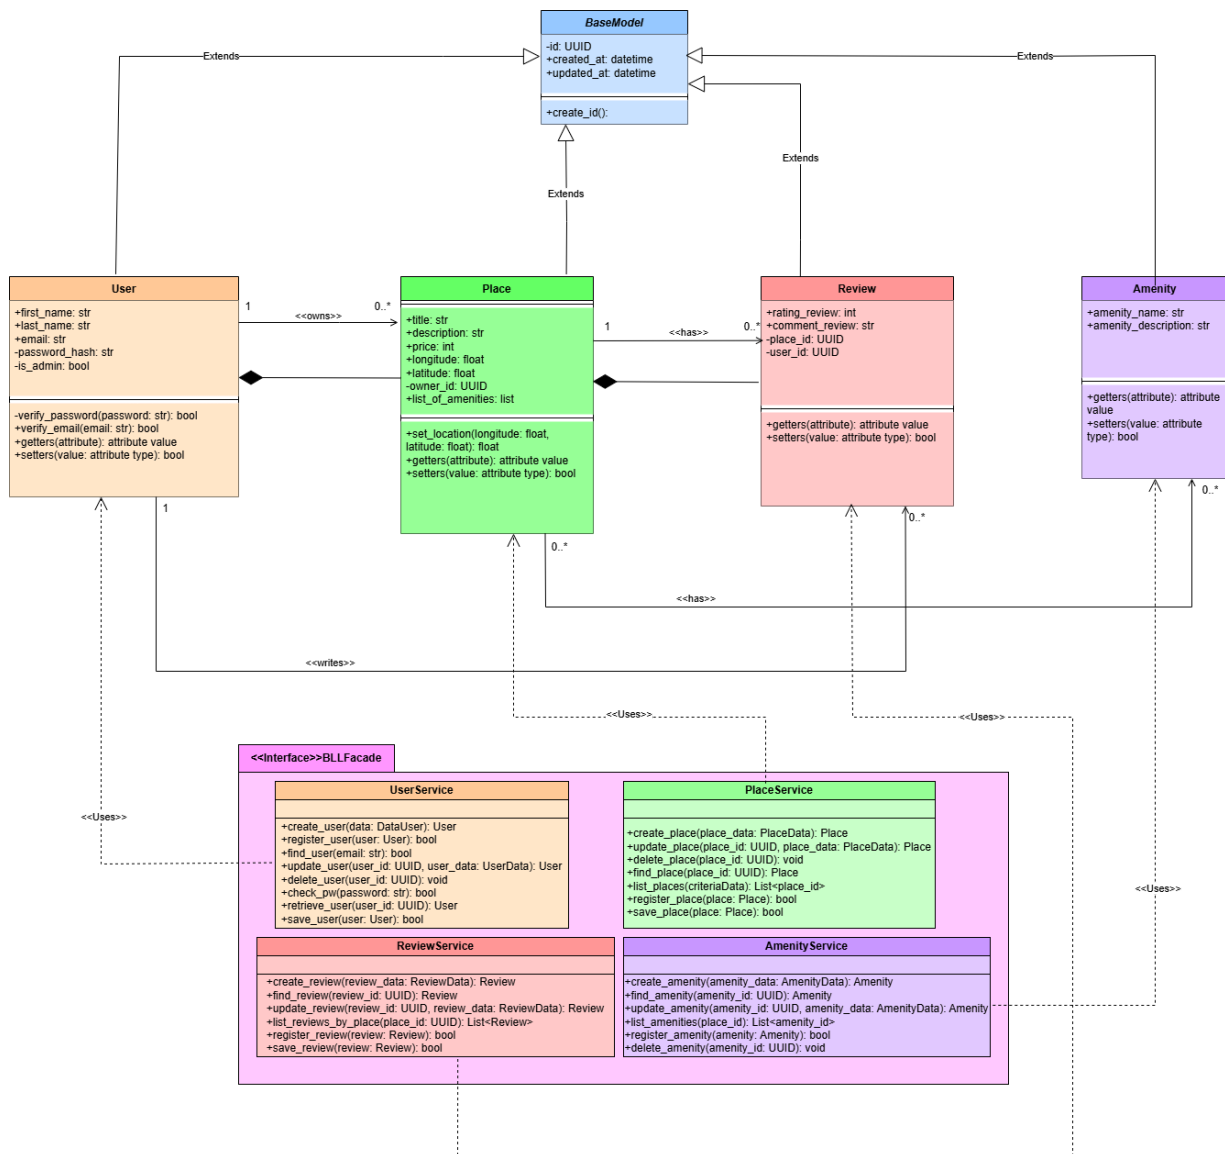 BaseModel
-id: UUID
+created_at: datetime
+updated_at: datetime
+create_id():
Extends
Extends
Extends
Extends
User
+first_name: str
+last_name: str
+email: str
-password_hash: str
-is_admin: bool
-verify_password(password: str): bool
+verify_email(email: str): bool
+getters(attribute): attribute value
+setters(value: attribute type): bool
1
<<owns>>
0..*
Place
+title: str
+description: str
+price: int
+longitude: float
+latitude: float
-owner_id: UUID
+list_of_amenities: list
+set_location(longitude: float,
latitude: float): float
+getters(attribute): attribute value
+setters(value: attribute type): bool
1
<<has>>
0..*
Review
+rating_review: int
+comment_review: str
-place_id: UUID
-user_id: UUID
+getters(attribute): attribute value
+setters(value: attribute type): bool
Amenity
+amenity_name: str
+amenity_description: str
+getters(attribute): attribute
value
+setters(value: attribute
type): bool
1
0..*
0..*
0..*
<<has>>
<<writes>>
<<Uses>>
<<Uses>>
<<Uses>>
<<Uses>>
<<Interface>>BLLFacade
UserService
+create_user(data: DataUser): User
+register_user(user: User): bool
+find_user(email: str): bool
+update_user(user_id: UUID, user_data: UserData): User
+delete_user(user_id: UUID): void
+check_pw(password: str): bool
+retrieve_user(user_id: UUID): User
+save_user(user: User): bool
PlaceService
+create_place(place_data: PlaceData): Place
+update_place(place_id: UUID, place_data: PlaceData): Place
+delete_place(place_id: UUID): void
+find_place(place_id: UUID): Place
+list_places(criteriaData): List<place_id>
+register_place(place: Place): bool
+save_place(place: Place): bool
ReviewService
+create_review(review_data: ReviewData): Review
+find_review(review_id: UUID): Review
+update_review(review_id: UUID, review_data: ReviewData): Review
+list_reviews_by_place(place_id: UUID): List<Review>
+register_review(review: Review): bool
+save_review(review: Review): bool
AmenityService
+create_amenity(amenity_data: AmenityData): Amenity
+find_amenity(amenity_id: UUID): Amenity
+update_amenity(amenity_id: UUID, amenity_data: AmenityData): Amenity
+list_amenities(place_id): List<amenity_id>
+register_amenity(amenity: Amenity): bool
+delete_amenity(amenity_id: UUID): void